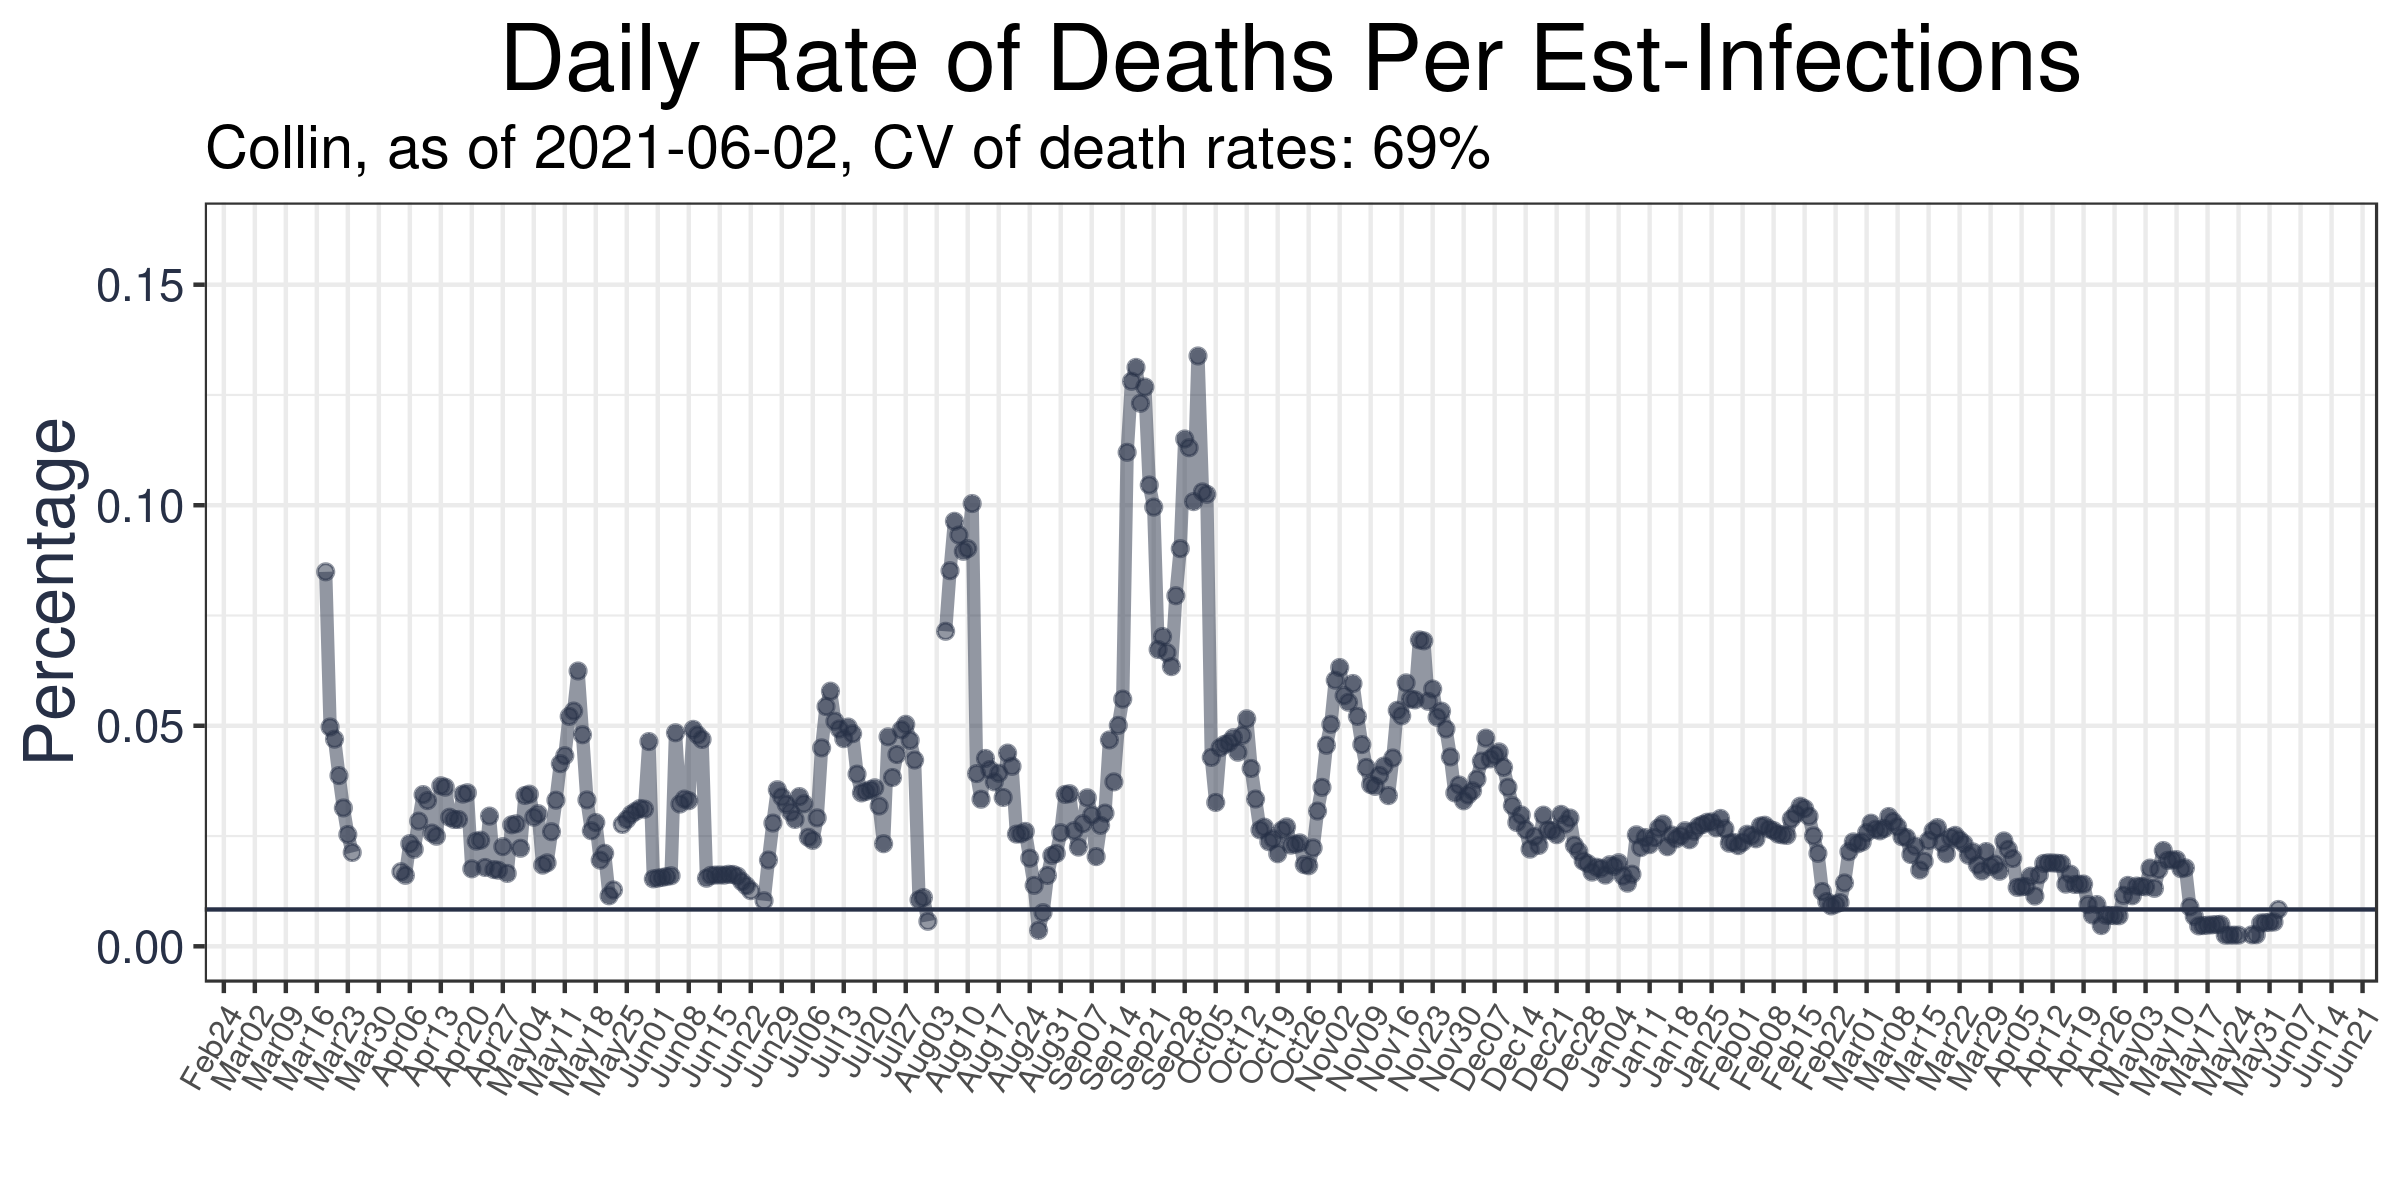 Daily Rate of Deaths Per Est-Infections
Collin, as of 2021-06-02, CV of death rates: 69%
Percentage
0.15
0.10
0.05
0.00
Feb24
Mar02
Mar09
Mar16
Mar23
Mar30
Apr06
Apr13
Apr20
Apr27
May04
May11
May18
May25
Jun01
Jun08
Jun15
Jun22
Jun29
Jul06
Jul13
Jul20
Jul27
Aug03
Aug10
Aug17
Aug24
Aug31
Sep07
Sep14
Sep21
Sep28
Oct05
Oct12
Oct19
Oct26
Nov02
Nov09
Nov16
Nov23
Nov30
Dec07
Dec14
Dec21
Dec28
Jan04
Jan11
Jan18
Jan25
Feb01
Feb08
Feb15
Feb22
Mar01
Mar08
Mar15
Mar22
Mar29
Apr05
Apr12
Apr19
Apr26
May03
May10
May17
May24
May31
Jun07
Jun14
Jun21